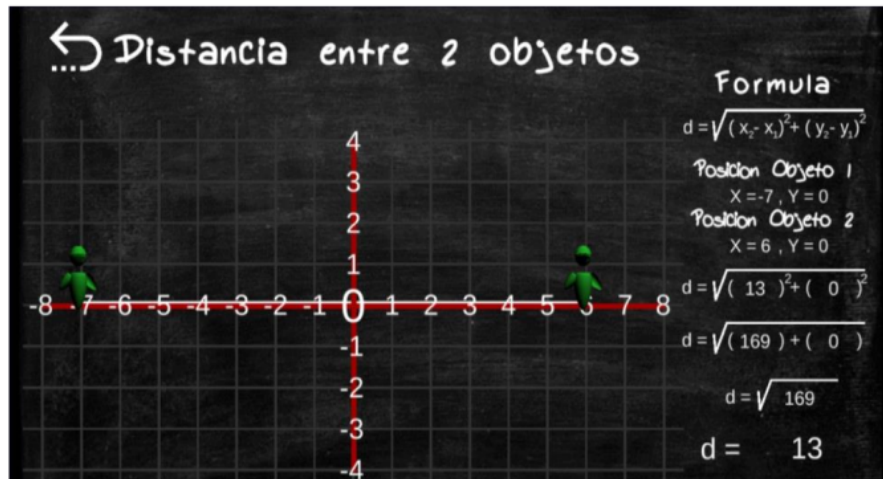 Distancia entre 2 objetos
Formula
d = √(x₂- x₁)²+ (y₂- y₁)²
Posicion Objeto 1
X =-7 , Y = 0
Posicion Objeto 2
X = 6 , Y = 0
d = √( 13 )²+ ( 0 )²
d = √( 169 ) + ( 0 )
d = √ 169
d = 13
4
3
2
1
-8 -7 -6 -5 -4 -3 -2 -1 0 1 2 3 4 5 6 7 8
-1
-2
-3
-4